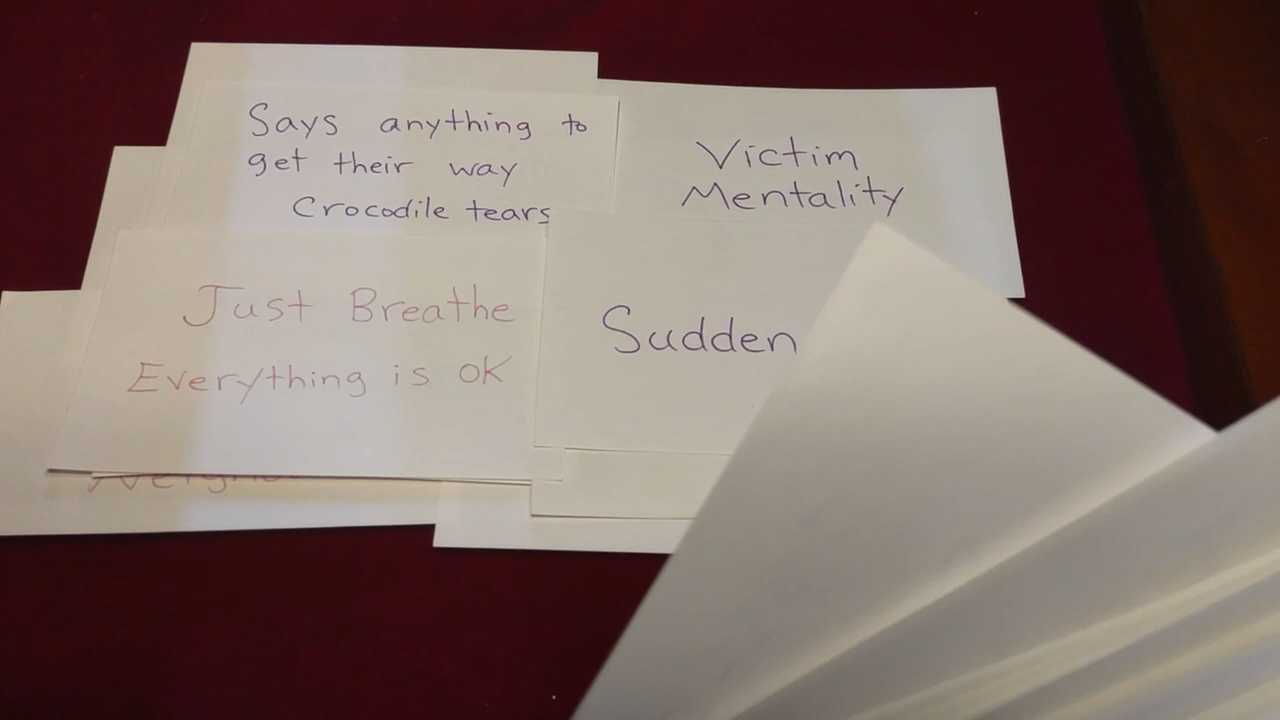 Says anything to
get their way
Crocodile tears
Victim
Mentality
Just Breathe
Everything is OK
Sudden